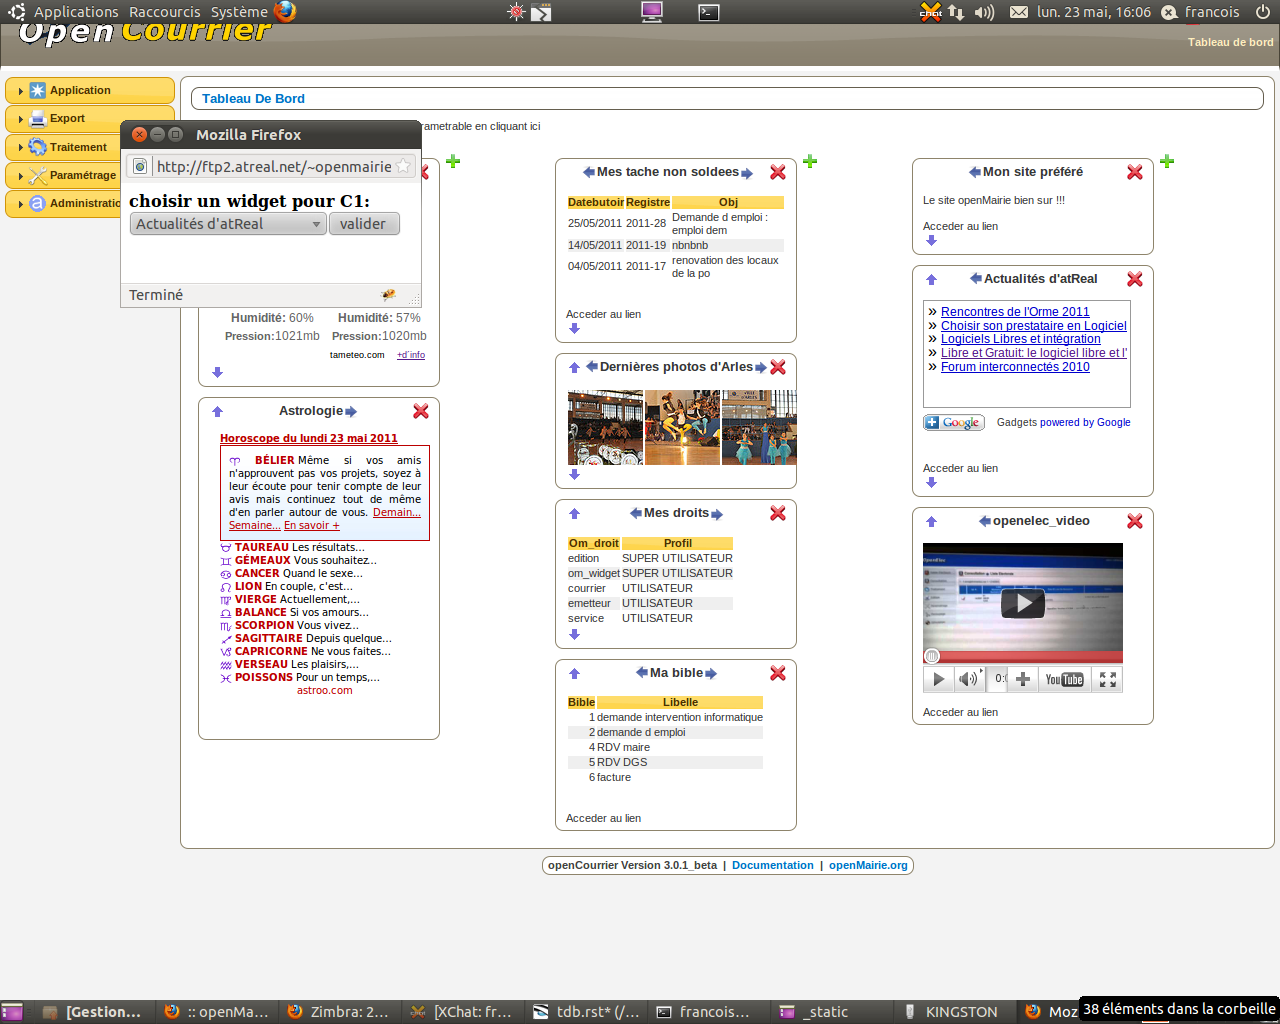 Applications Raccourcis Système
lun. 23 mai, 16:06 francois
Open Courrier
Tableau de bord
Application
Export
Traitement
Paramétrage
Administratio
Tableau De Bord
rametrable en cliquant ici
Mozilla Firefox
http://ftp2.atreal.net/~openmairie
choisir un widget pour C1:
Actualités d'atReal valider
Terminé
Humidité: 60% Humidité: 57%
Pression:1021mb Pression:1020mb
tameteo.com +d´info
Astrologie
Horoscope du lundi 23 mai 2011
BÉLIER Même si vos amis
n'approuvent pas vos projets, soyez à
leur écoute pour tenir compte de leur
avis mais continuez tout de même
d'en parler autour de vous. Demain...
Semaine... En savoir +
TAUREAU Les résultats...
GÉMEAUX Vous souhaitez...
CANCER Quand le sexe...
LION En couple, c'est...
VIERGE Actuellement,...
BALANCE Si vos amours...
SCORPION Vous vivez...
SAGITTAIRE Depuis quelque...
CAPRICORNE Ne vous faites...
VERSEAU Les plaisirs,...
POISSONS Pour un temps,...
astroo.com
Mes tache non soldees
Datebutoir Registre Obj
25/05/2011 2011-28 Demande d emploi :
emploi dem
14/05/2011 2011-19 nbnbnb
04/05/2011 2011-17 renovation des locaux
de la po
Acceder au lien
Dernières photos d'Arles
Mes droits
Om_droit Profil
edition SUPER UTILISATEUR
om_widget SUPER UTILISATEUR
courrier UTILISATEUR
emetteur UTILISATEUR
service UTILISATEUR
Ma bible
Bible Libelle
1 demande intervention informatique
2 demande d emploi
4 RDV maire
5 RDV DGS
6 facture
Acceder au lien
Mon site préféré
Le site openMairie bien sur !!!
Acceder au lien
Actualités d'atReal
» Rencontres de l'Orme 2011
» Choisir son prestataire en Logiciel
» Logiciels Libres et intégration
» Libre et Gratuit: le logiciel libre et l'
» Forum interconnectés 2010
Google Gadgets powered by Google
Acceder au lien
openelec_video
0:0
YouTube
Acceder au lien
openCourrier Version 3.0.1_beta | Documentation | openMairie.org
[Gestion... :: openMa... Zimbra: 2... [XChat: fr... tdb.rst* (/... francois... _static KINGSTON Moz
38 éléments dans la corbeille